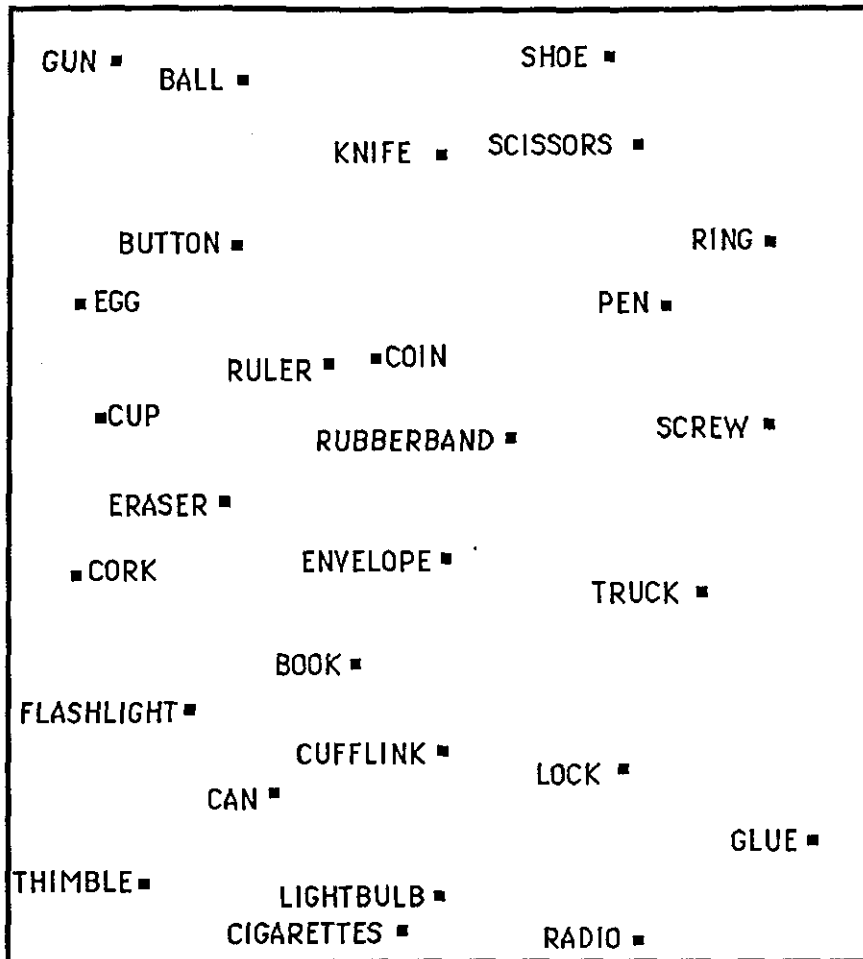 GUN
BALL
SHOE
KNIFE
SCISSORS
BUTTON
RING
EGG
PEN
RULER
COIN
CUP
RUBBERBAND
SCREW
ERASER
ENVELOPE
CORK
TRUCK
BOOK
FLASHLIGHT
CUFFLINK
LOCK
CAN
GLUE
THIMBLE
LIGHTBULB
CIGARETTES
RADIO